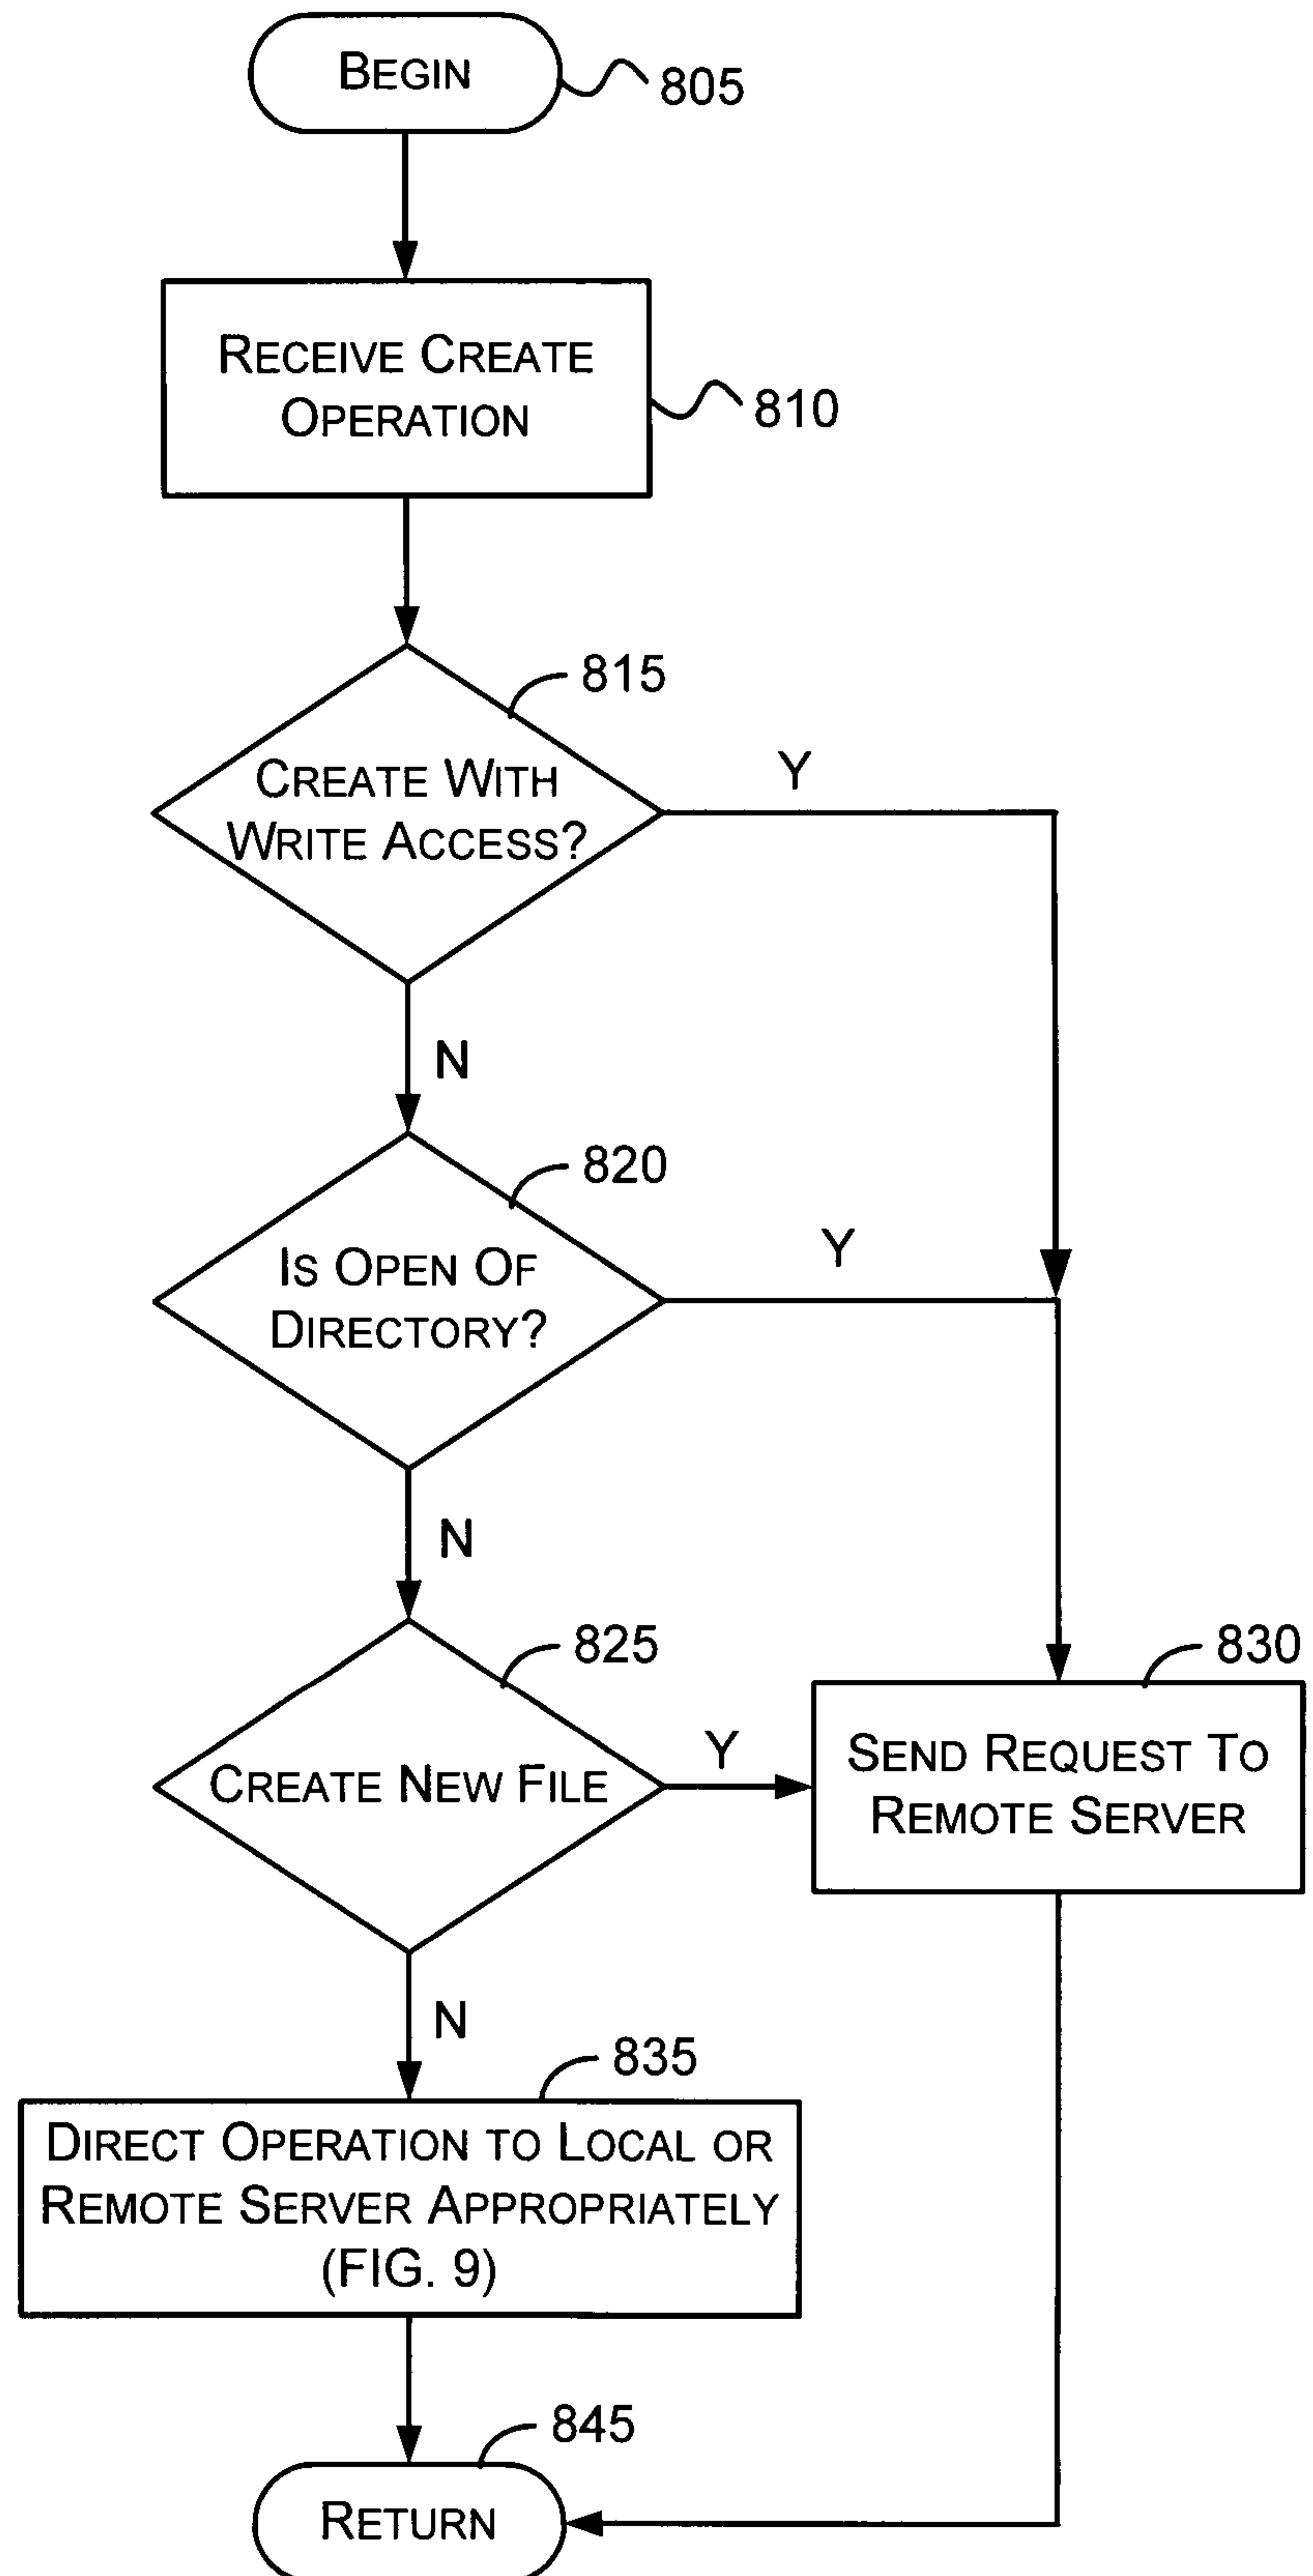 BEGIN
805
RECEIVE CREATE
OPERATION
810
815
CREATE WITH
WRITE ACCESS?
Y
N
820
IS OPEN OF
DIRECTORY?
Y
N
825
CREATE NEW FILE
Y
830
SEND REQUEST TO
REMOTE SERVER
N
835
DIRECT OPERATION TO LOCAL OR
REMOTE SERVER APPROPRIATELY
(FIG. 9)
845
RETURN